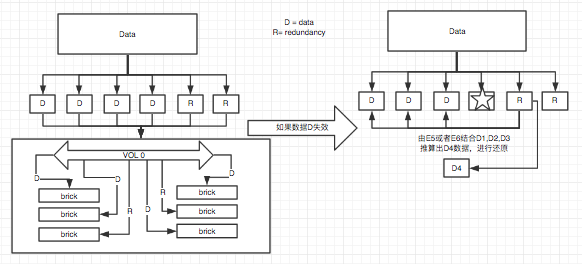 Data
D = data
R= redundancy
Data
D
D
D
D
R
R
D
D
D
R
R
如果数据D失效
由E5或者E6结合D1,D2,D3
推算出D4数据，进行还原
D4
VOL 0
D
D
R
D
R
D
brick
brick
brick
brick
brick
brick